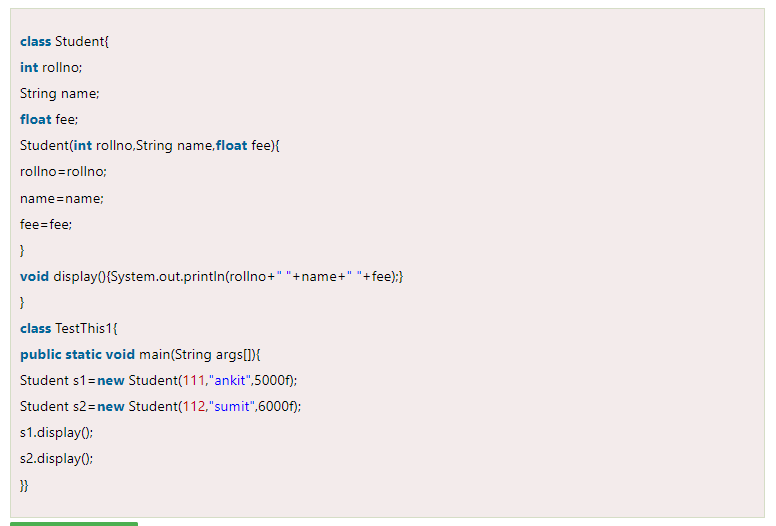 class Student{
int rollno;
String name;
float fee;
Student(int rollno,String name,float fee){
rollno=rollno;
name=name;
fee=fee;
}
void display(){System.out.println(rollno+" "+name+" "+fee);}
}
class TestThis1{
public static void main(String args[]){
Student s1=new Student(111,"ankit",5000f);
Student s2=new Student(112,"sumit",6000f);
s1.display();
s2.display();
}}